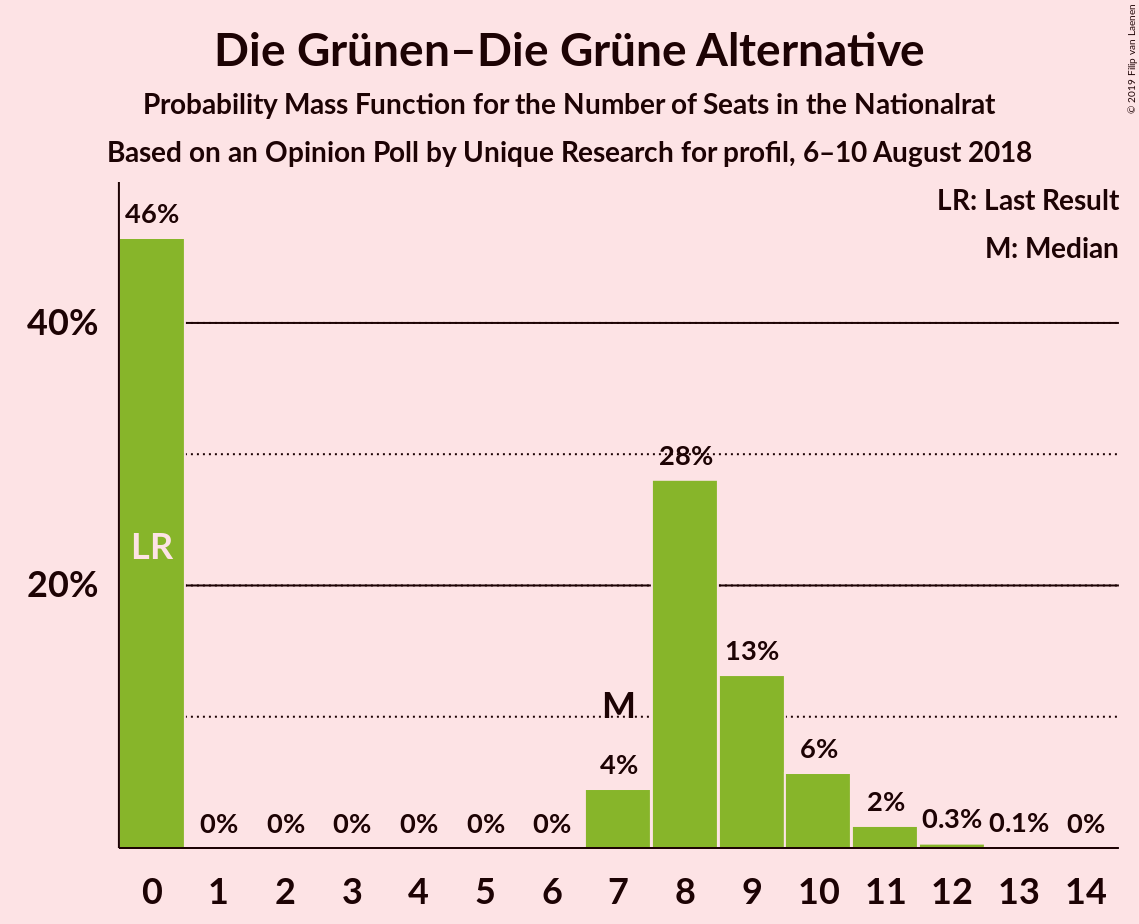 Die Grünen–Die Grüne Alternative
Probability Mass Function for the Number of Seats in the Nationalrat
Based on an Opinion Poll by Unique Research for profil, 6–10 August 2018
© 2019 Filip van Laenen
LR: Last Result
M: Median
46%
40%
28%
LR
20%
13%
M
6%
4%
2%
0% 0% 0% 0% 0% 0% 0.3% 0.1% 0%
0 1 2 3 4 5 6 7 8 9 10 11 12 13 14